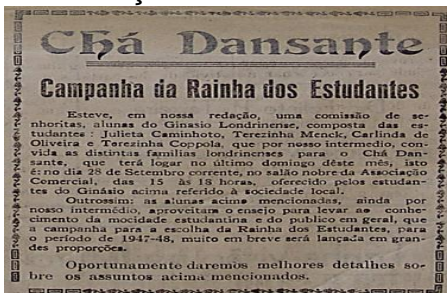 Chá Dansante
Campanha da Rainha dos Estudantes
Esteve, em nossa redação, uma comissão de se-
nhoritas, alunas do Ginasio Londrinense, composta das es-
tudantes : Julieta Caminhoto, Terezinha Menck, Carlinda de
Oliveira e Terezinha Coppola, que por nosso intermedio, con-
vida as distintas familias londrinenses para o Chá Dan-
sante, que terá logar no ultimo domingo dêste mês, isto
é: no dia 28 de Setembro corrente, no salão nobre da Associação
Comercial, das 15 às 18 horas, oferecido pelos estudan-
tes do Ginásio acima referido à sociedade local.
Outrossim: as alunas acima mencionadas, ainda por
nosso intermédio, aproveitam o ensejo para levar ao conhe-
cimento da mocidade estudantina e do publico em geral, que
a campanha para a escolha da Rainha dos Estudantes, para
o período de 1947-48, muito em breve será lançada em gran-
des proporções.
Oportunamente daremos melhores detalhes so-
bre os assuntos acima mencionados.